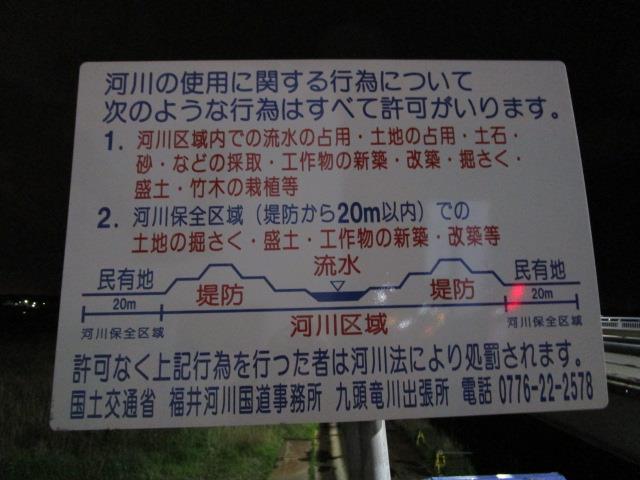 河川の使用に関する行為について
次のような行為はすべて許可がいります。
1. 河川区域内での流水の占用・土地の占用・土石・
砂・などの採取・工作物の新築・改築・掘さく・
盛土・竹木の栽植等
2. 河川保全区域（堤防から20m以内）での
土地の掘さく・盛土・工作物の新築・改築等
流水
民有地 堤防 堤防 民有地
20m 20m
河川保全区域 河川区域 河川保全区域
許可なく上記行為を行った者は河川法により処罰されます。
国土交通省 福井河川国道事務所 九頭竜川出張所 電話 0776-22-2578